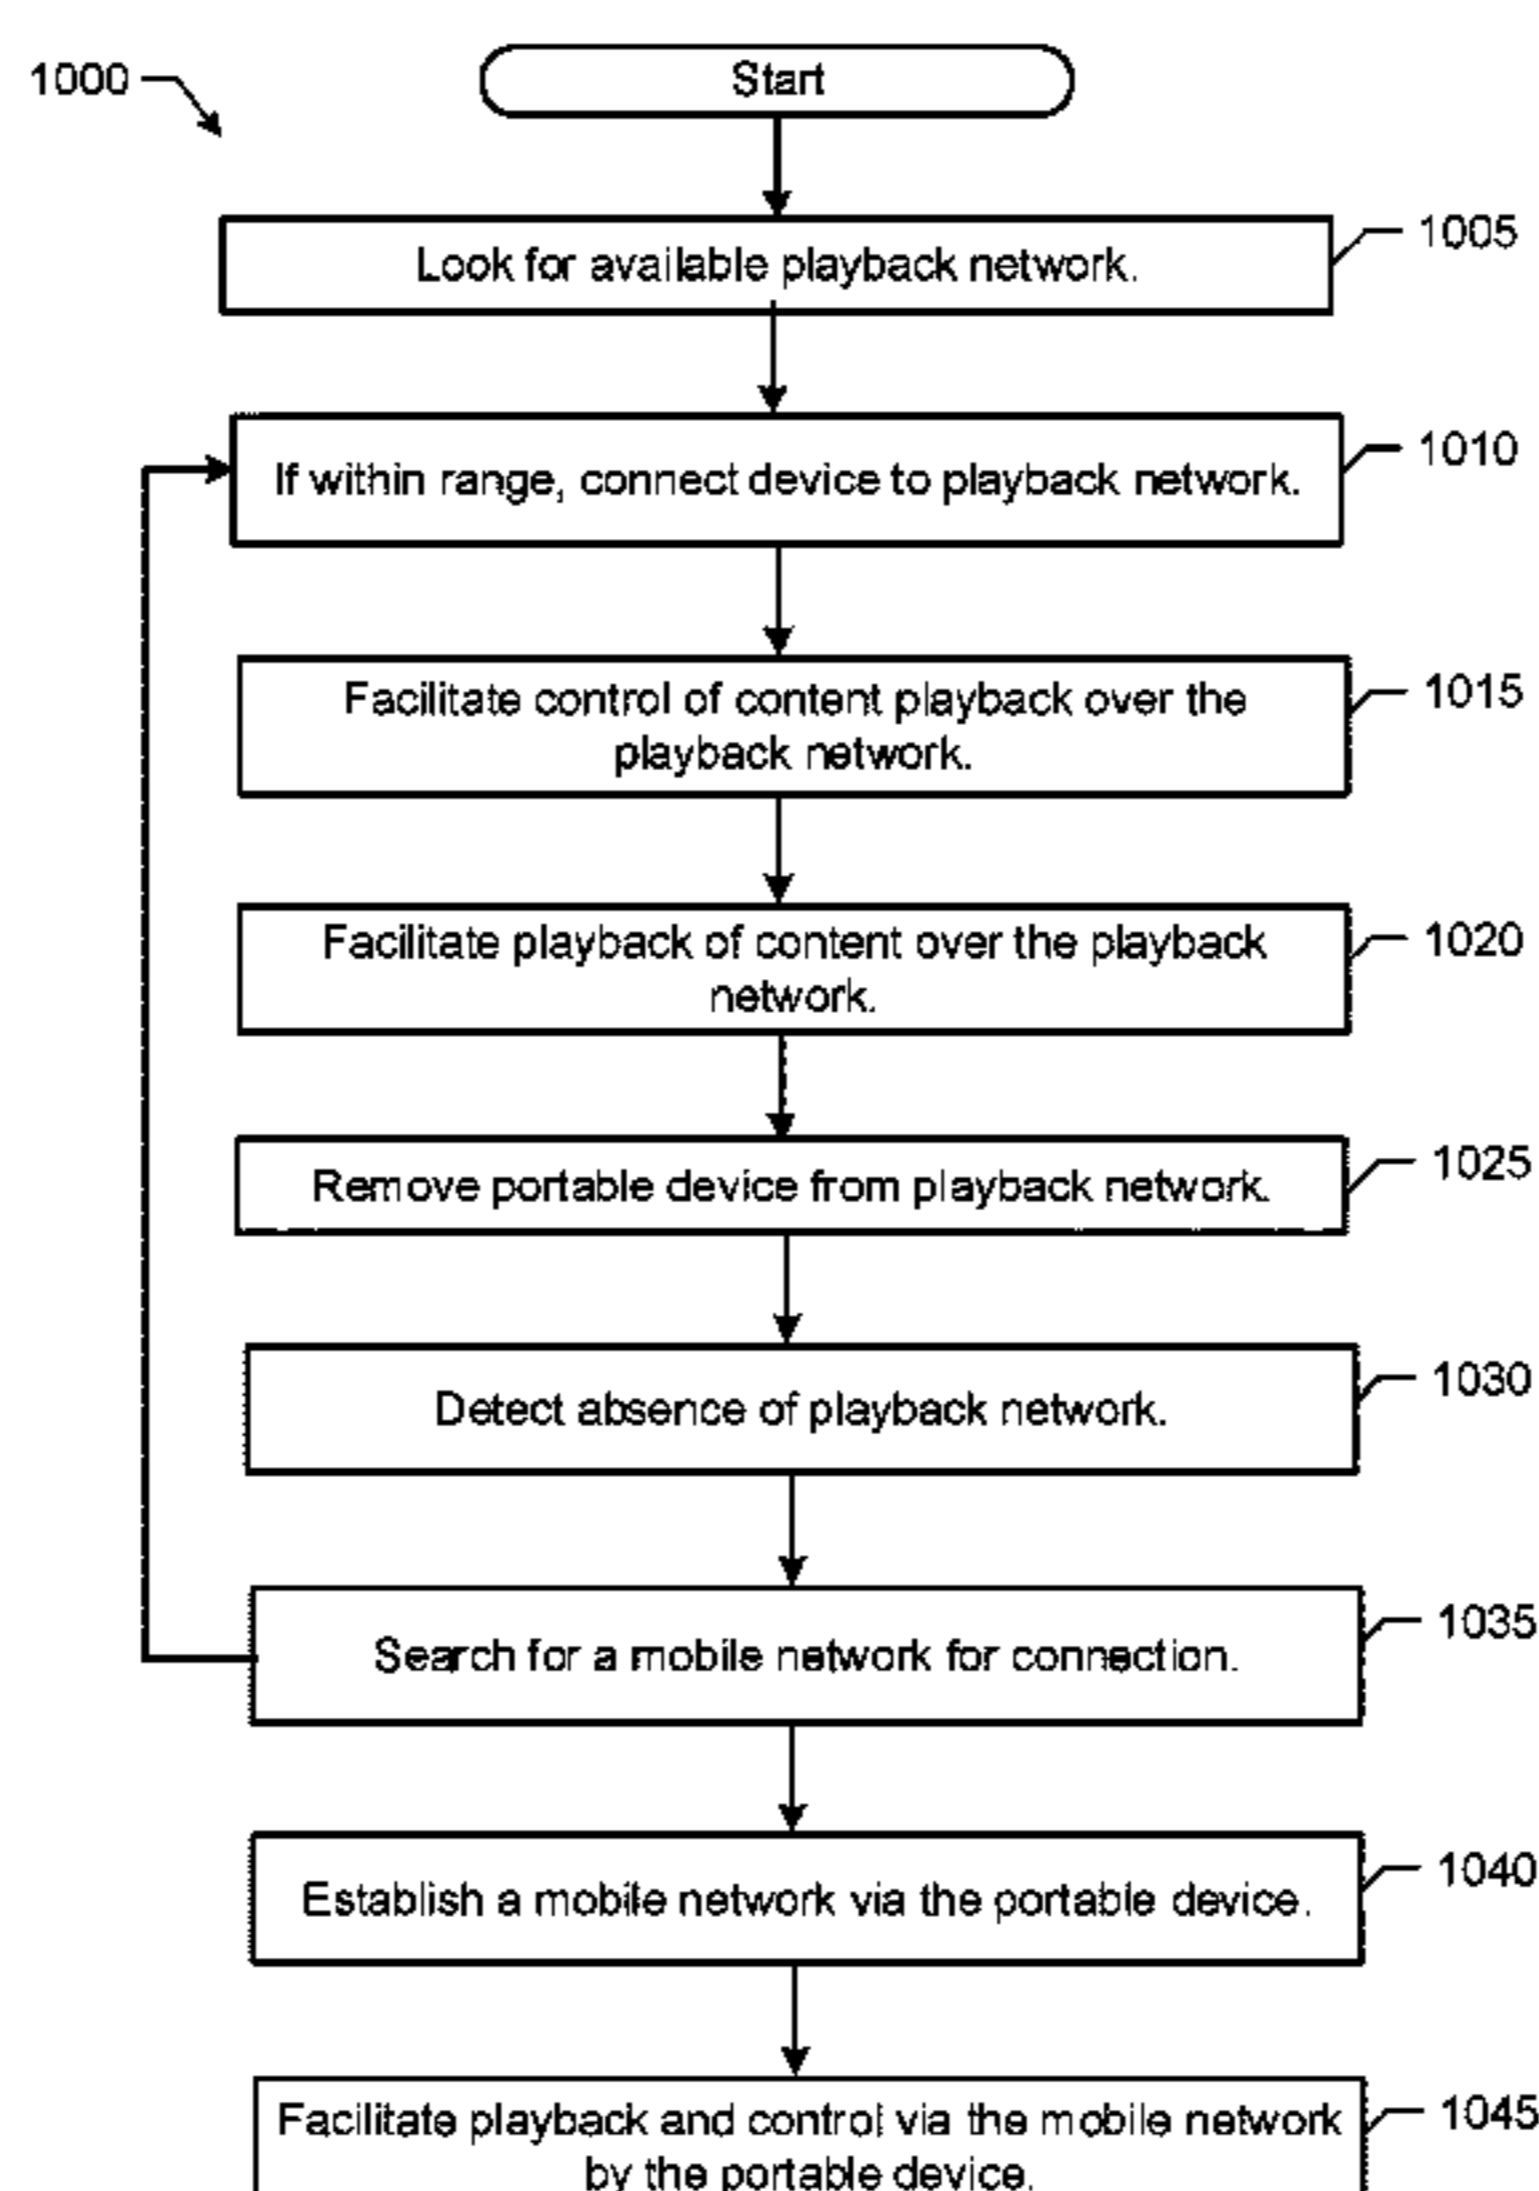 1000
Start
Look for available playback network.
1005
If within range, connect device to playback network.
1010
Facilitate control of content playback over the
playback network.
1015
Facilitate playback of content over the playback
network.
1020
Remove portable device from playback network.
1025
Detect absence of playback network.
1030
Search for a mobile network for connection.
1035
Establish a mobile network via the portable device.
1040
Facilitate playback and control via the mobile network
by the portable device.
1045